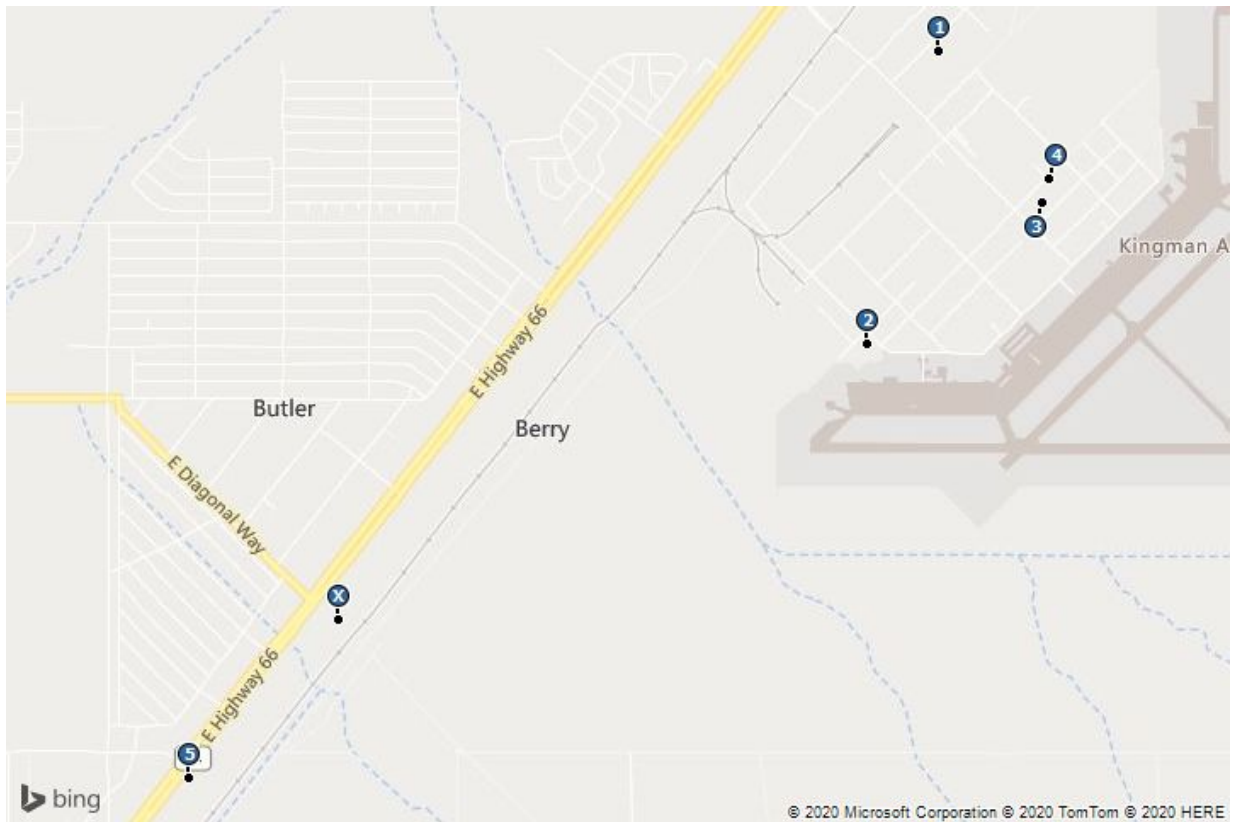 1
4
3
Kingman A
2
E Highway 66
Butler
Berry
E Diagonal Way
X
E Highway 66
5
bing
© 2020 Microsoft Corporation © 2020 TomTom © 2020 HERE